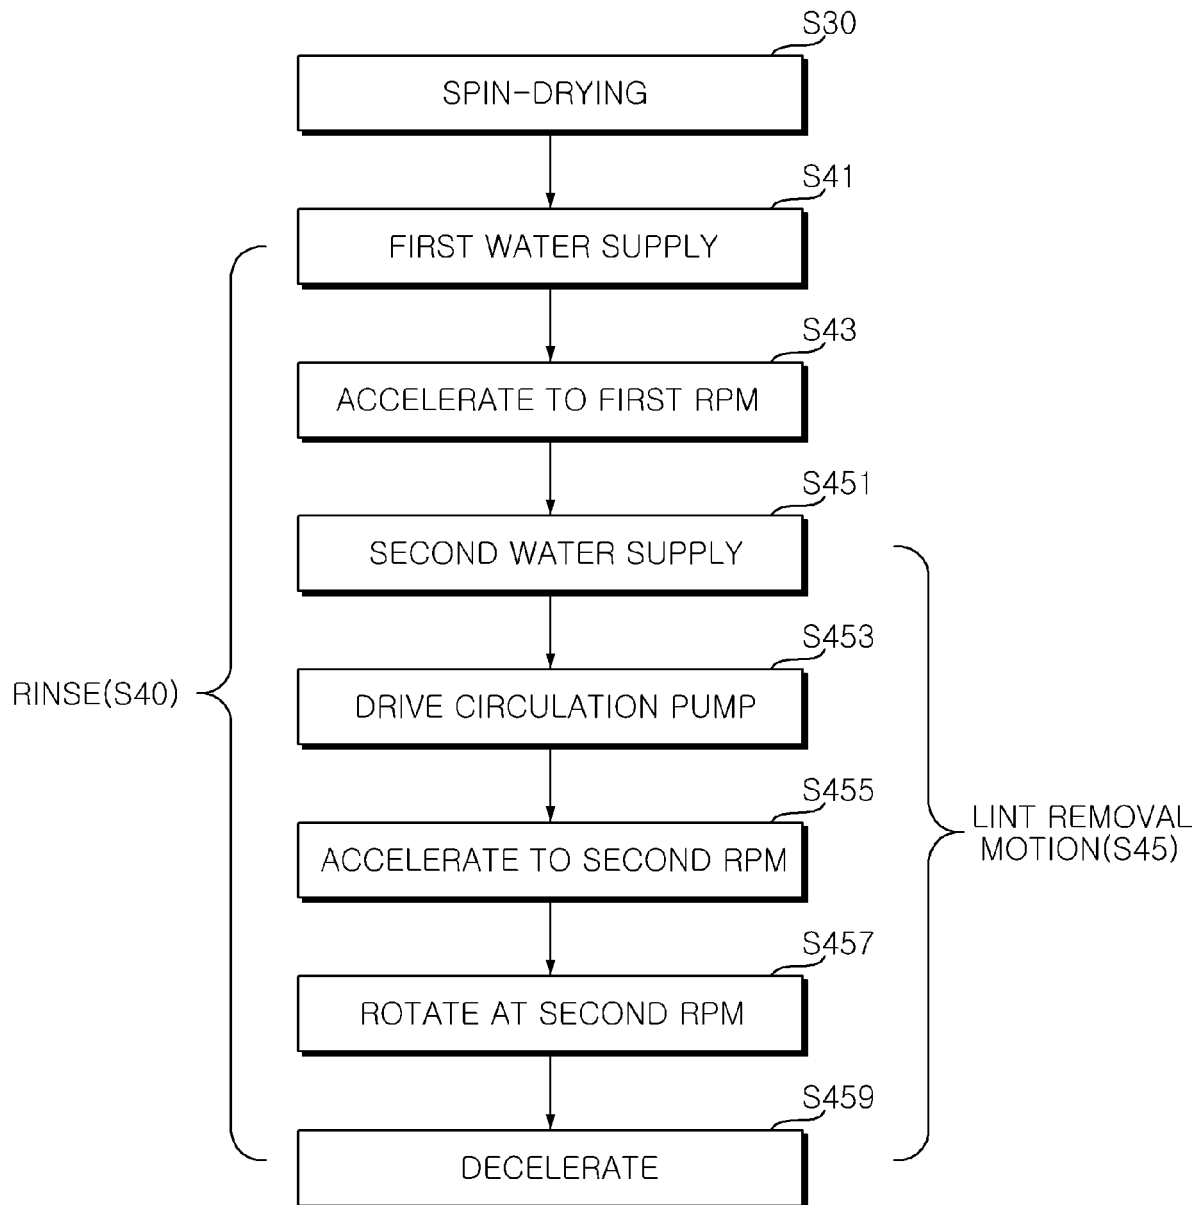 S30
SPIN-DRYING
S41
FIRST WATER SUPPLY
S43
ACCELERATE TO FIRST RPM
S451
SECOND WATER SUPPLY
S453
RINSE(S40)
DRIVE CIRCULATION PUMP
S455
ACCELERATE TO SECOND RPM
LINT REMOVAL
MOTION(S45)
S457
ROTATE AT SECOND RPM
S459
DECELERATE